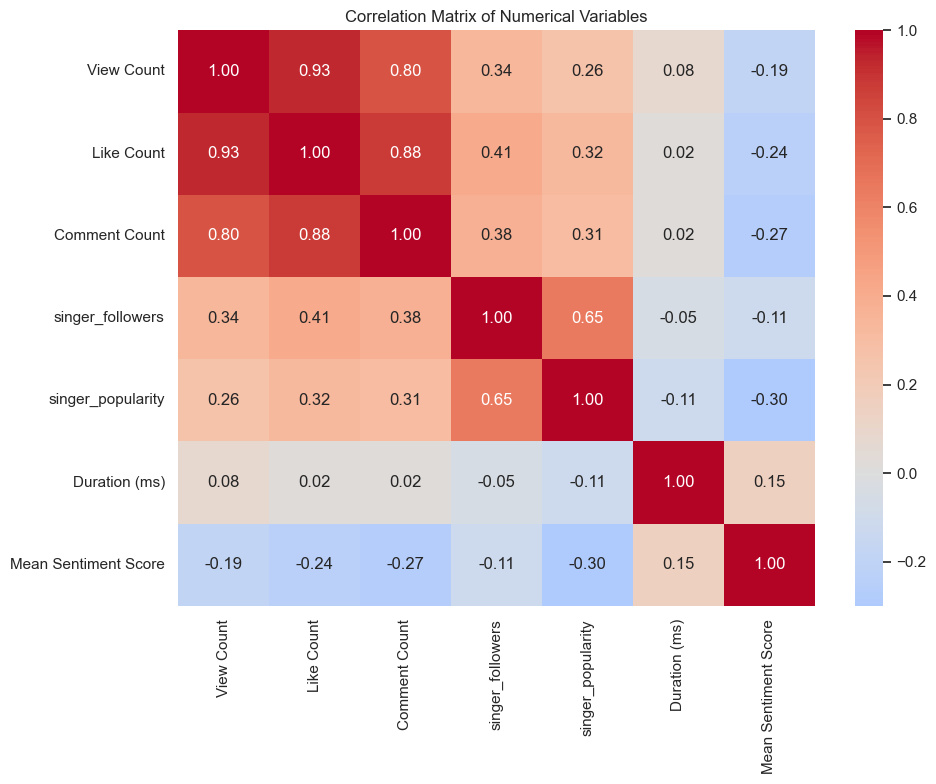 Correlation Matrix of Numerical Variables
View Count 1.00 0.93 0.80 0.34 0.26 0.08 -0.19
Like Count 0.93 1.00 0.88 0.41 0.32 0.02 -0.24
Comment Count 0.80 0.88 1.00 0.38 0.31 0.02 -0.27
singer_followers 0.34 0.41 0.38 1.00 0.65 -0.05 -0.11
singer_popularity 0.26 0.32 0.31 0.65 1.00 -0.11 -0.30
Duration (ms) 0.08 0.02 0.02 -0.05 -0.11 1.00 0.15
Mean Sentiment Score -0.19 -0.24 -0.27 -0.11 -0.30 0.15 1.00
View Count
Like Count
Comment Count
singer_followers
singer_popularity
Duration (ms)
Mean Sentiment Score
1.0
0.8
0.6
0.4
0.2
0.0
−0.2